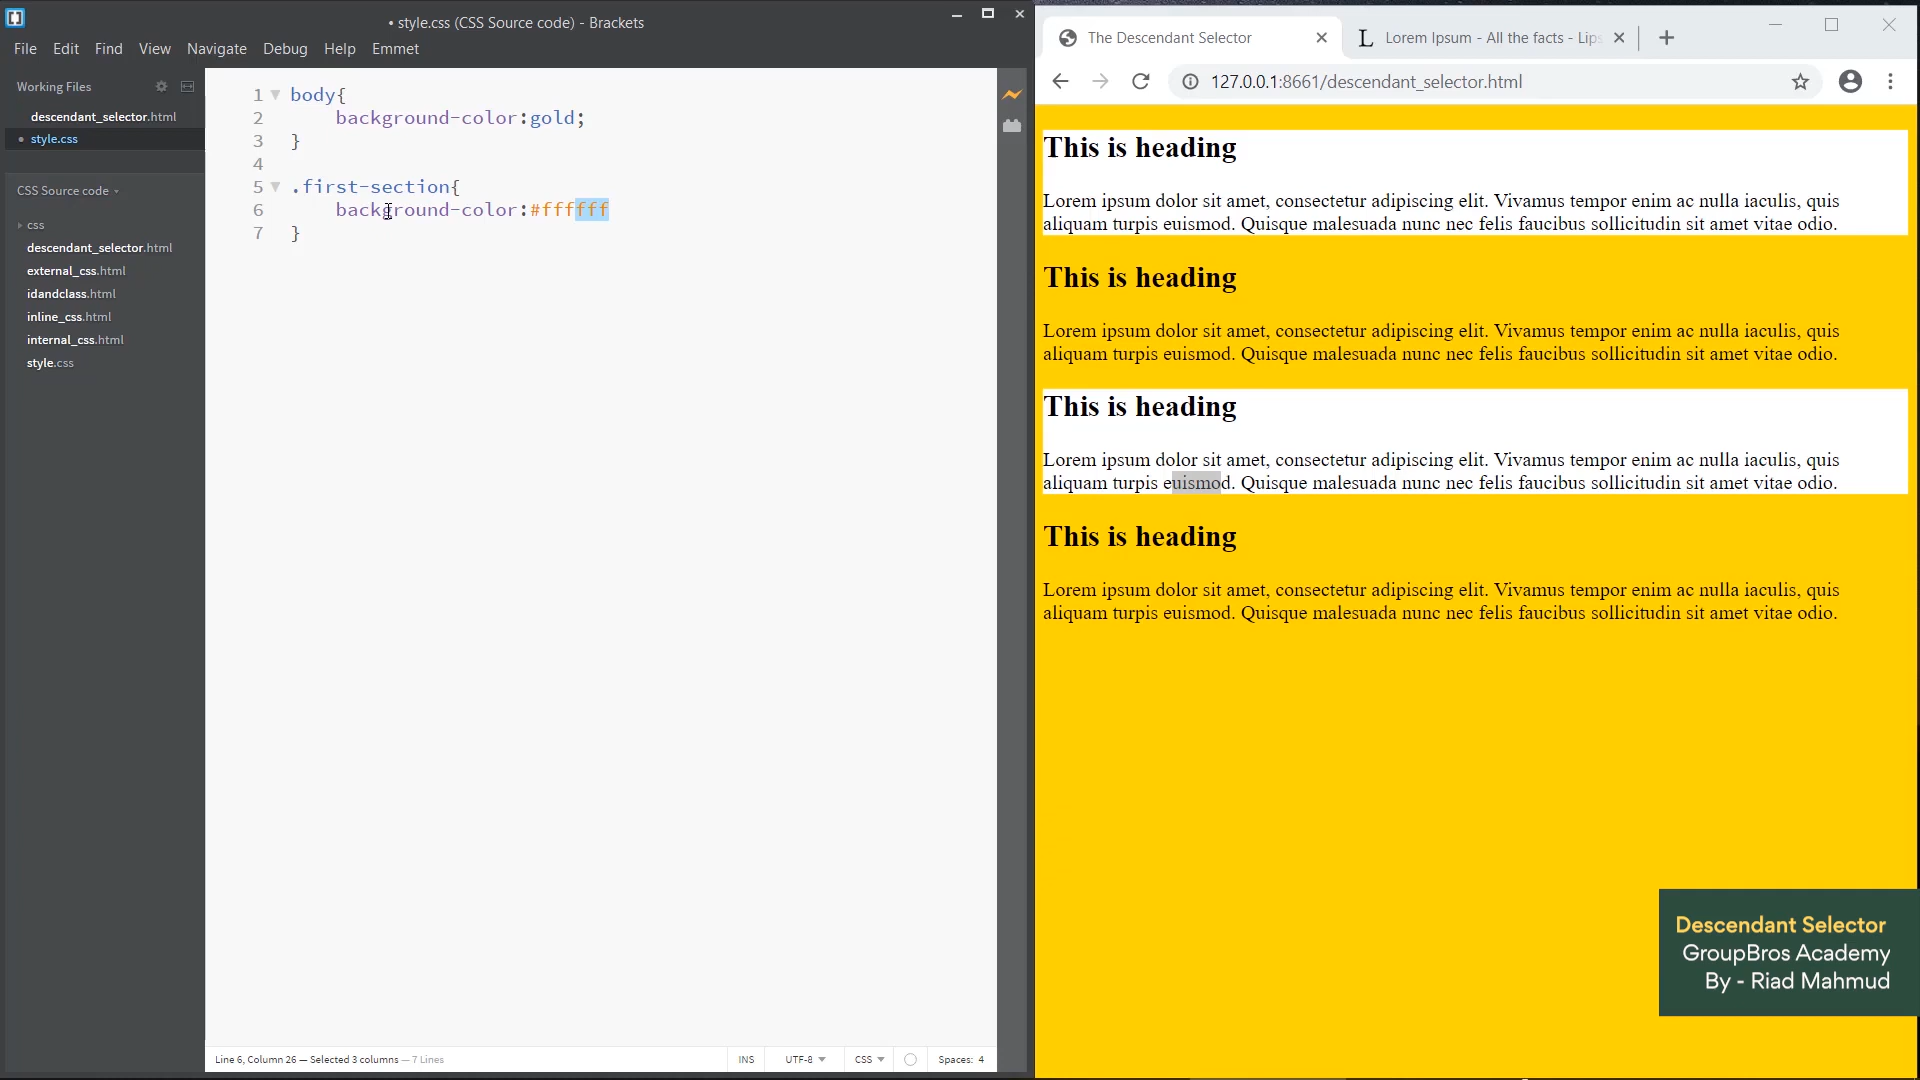 • style.css (CSS Source code) - Brackets
File Edit Find View Navigate Debug Help Emmet
Working Files
descendant_selector.html
• style.css
CSS Source code
css
descendant_selector.html
external_css.html
idandclass.html
inline_css.html
internal_css.html
style.css
1 body{
2 background-color:gold;
3 }
4
5 .first-section{
6 background-color:#ffffff
7 }
Line 6, Column 26 — Selected 3 columns — 7 Lines
INS UTF-8 CSS Spaces: 4
The Descendant Selector
L Lorem Ipsum - All the facts - Lips
127.0.0.1:8661/descendant_selector.html
This is heading
Lorem ipsum dolor sit amet, consectetur adipiscing elit. Vivamus tempor enim ac nulla iaculis, quis
aliquam turpis euismod. Quisque malesuada nunc nec felis faucibus sollicitudin sit amet vitae odio.
This is heading
Lorem ipsum dolor sit amet, consectetur adipiscing elit. Vivamus tempor enim ac nulla iaculis, quis
aliquam turpis euismod. Quisque malesuada nunc nec felis faucibus sollicitudin sit amet vitae odio.
This is heading
Lorem ipsum dolor sit amet, consectetur adipiscing elit. Vivamus tempor enim ac nulla iaculis, quis
aliquam turpis euismod. Quisque malesuada nunc nec felis faucibus sollicitudin sit amet vitae odio.
This is heading
Lorem ipsum dolor sit amet, consectetur adipiscing elit. Vivamus tempor enim ac nulla iaculis, quis
aliquam turpis euismod. Quisque malesuada nunc nec felis faucibus sollicitudin sit amet vitae odio.
Descendant Selector
GroupBros Academy
By - Riad Mahmud